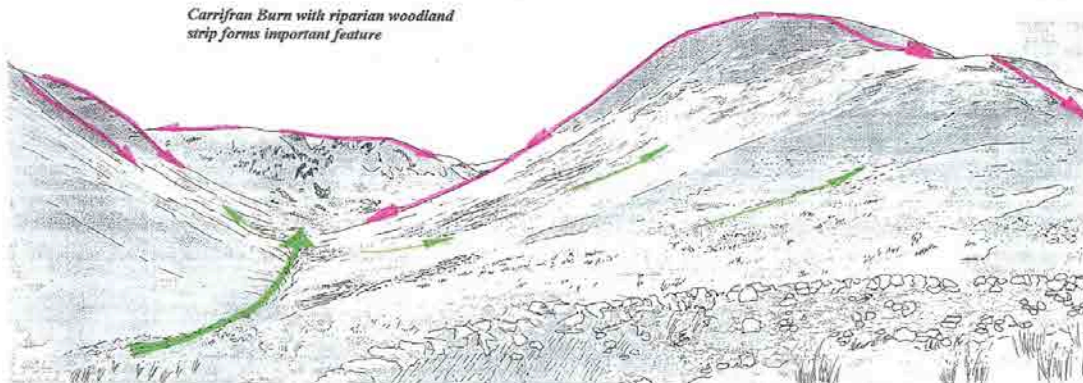 Carrifran Burn with riparian woodland
strip forms important feature